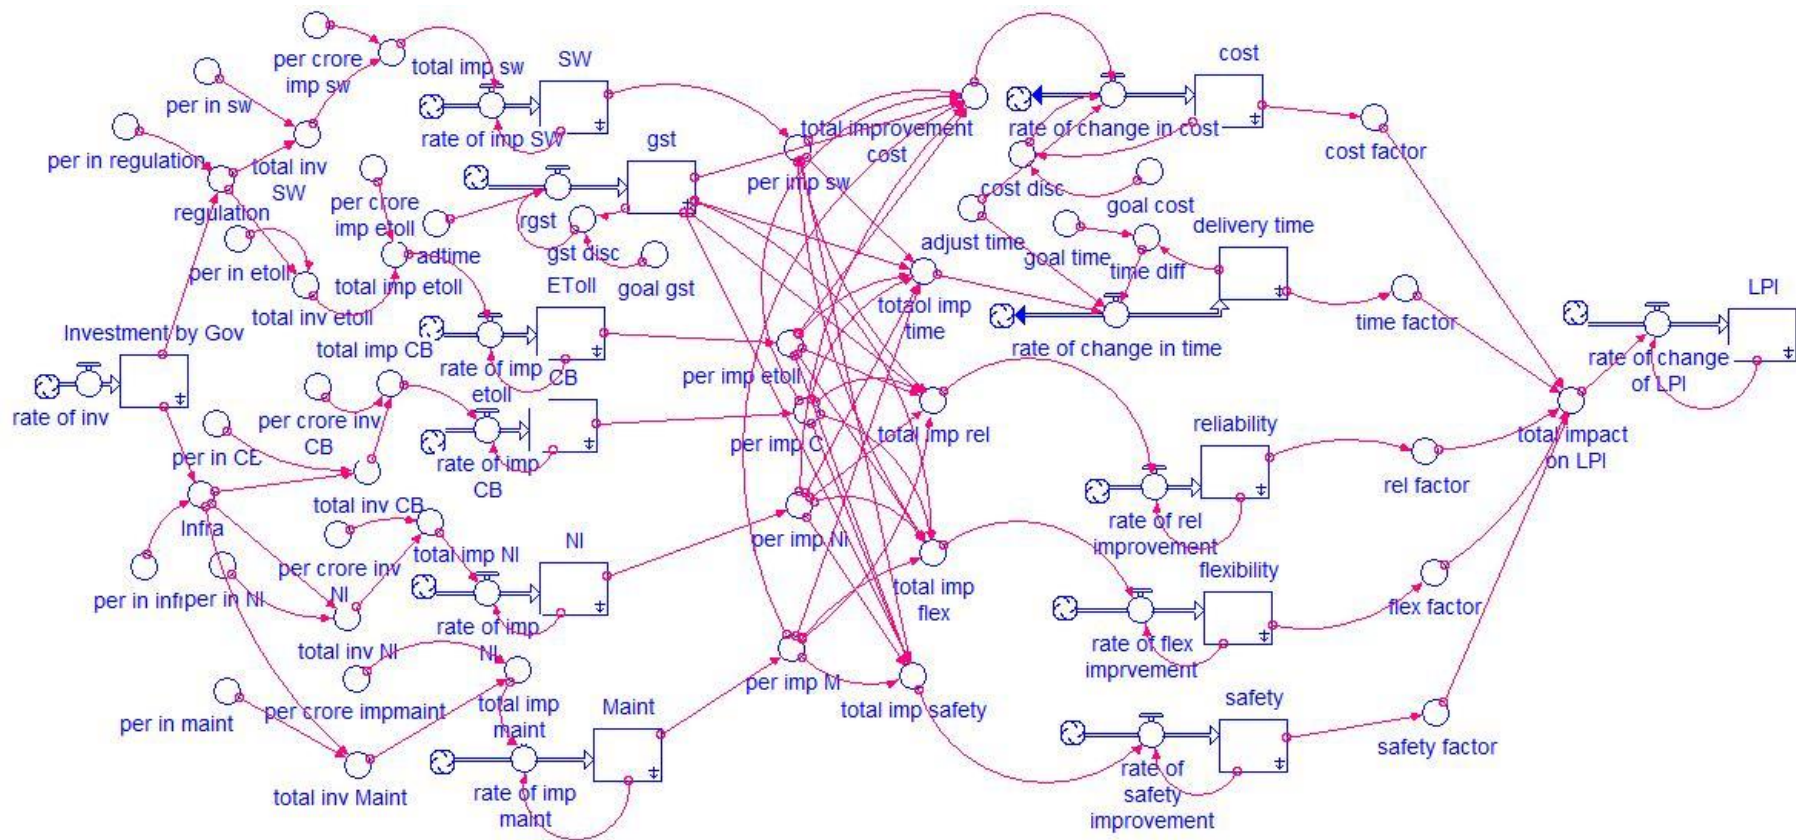 per crore
imp sw
total imp sw
SW
cost
per in sw
rate of imp SW
total improvement
cost
rate of change in cost
cost factor
per in regulation
total inv
SW
gst
per imp sw
cost disc
goal cost
regulation
per crore
imp etoll
rgst
adtime
gst disc
goal gst
adjust time
goal time
time diff
delivery time
per in etoll
total imp etoll
EToll
total inv etoll
totaol imp
time
time factor
LPI
Investment by Gov
total imp CB
rate of imp
etoll
CB
per imp etoll
rate of change in time
rate of change
of LPI
rate of inv
per crore inv
CB
per imp C
total imp rel
reliability
total impact
on LPI
per in CE
rate of imp
CB
rel factor
total inv CB
Infra
total imp NI
NI
per imp NI
rate of rel
improvement
per in infr
per in NI
per crore inv
NI
total imp
flex
flexibility
flex factor
rate of imp
NI
total inv NI
rate of flex
imprvement
per in maint
per crore impmaint
total imp
maint
Maint
per imp M
total imp safety
safety
safety factor
total inv Maint
rate of imp
maint
rate of
safety
improvement